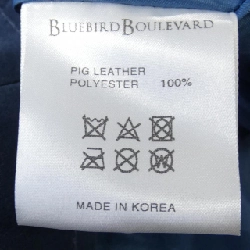 BLUEBIRD BOULEVARD
PIG LEATHER
POLYESTER 100%
W
MADE IN KOREA